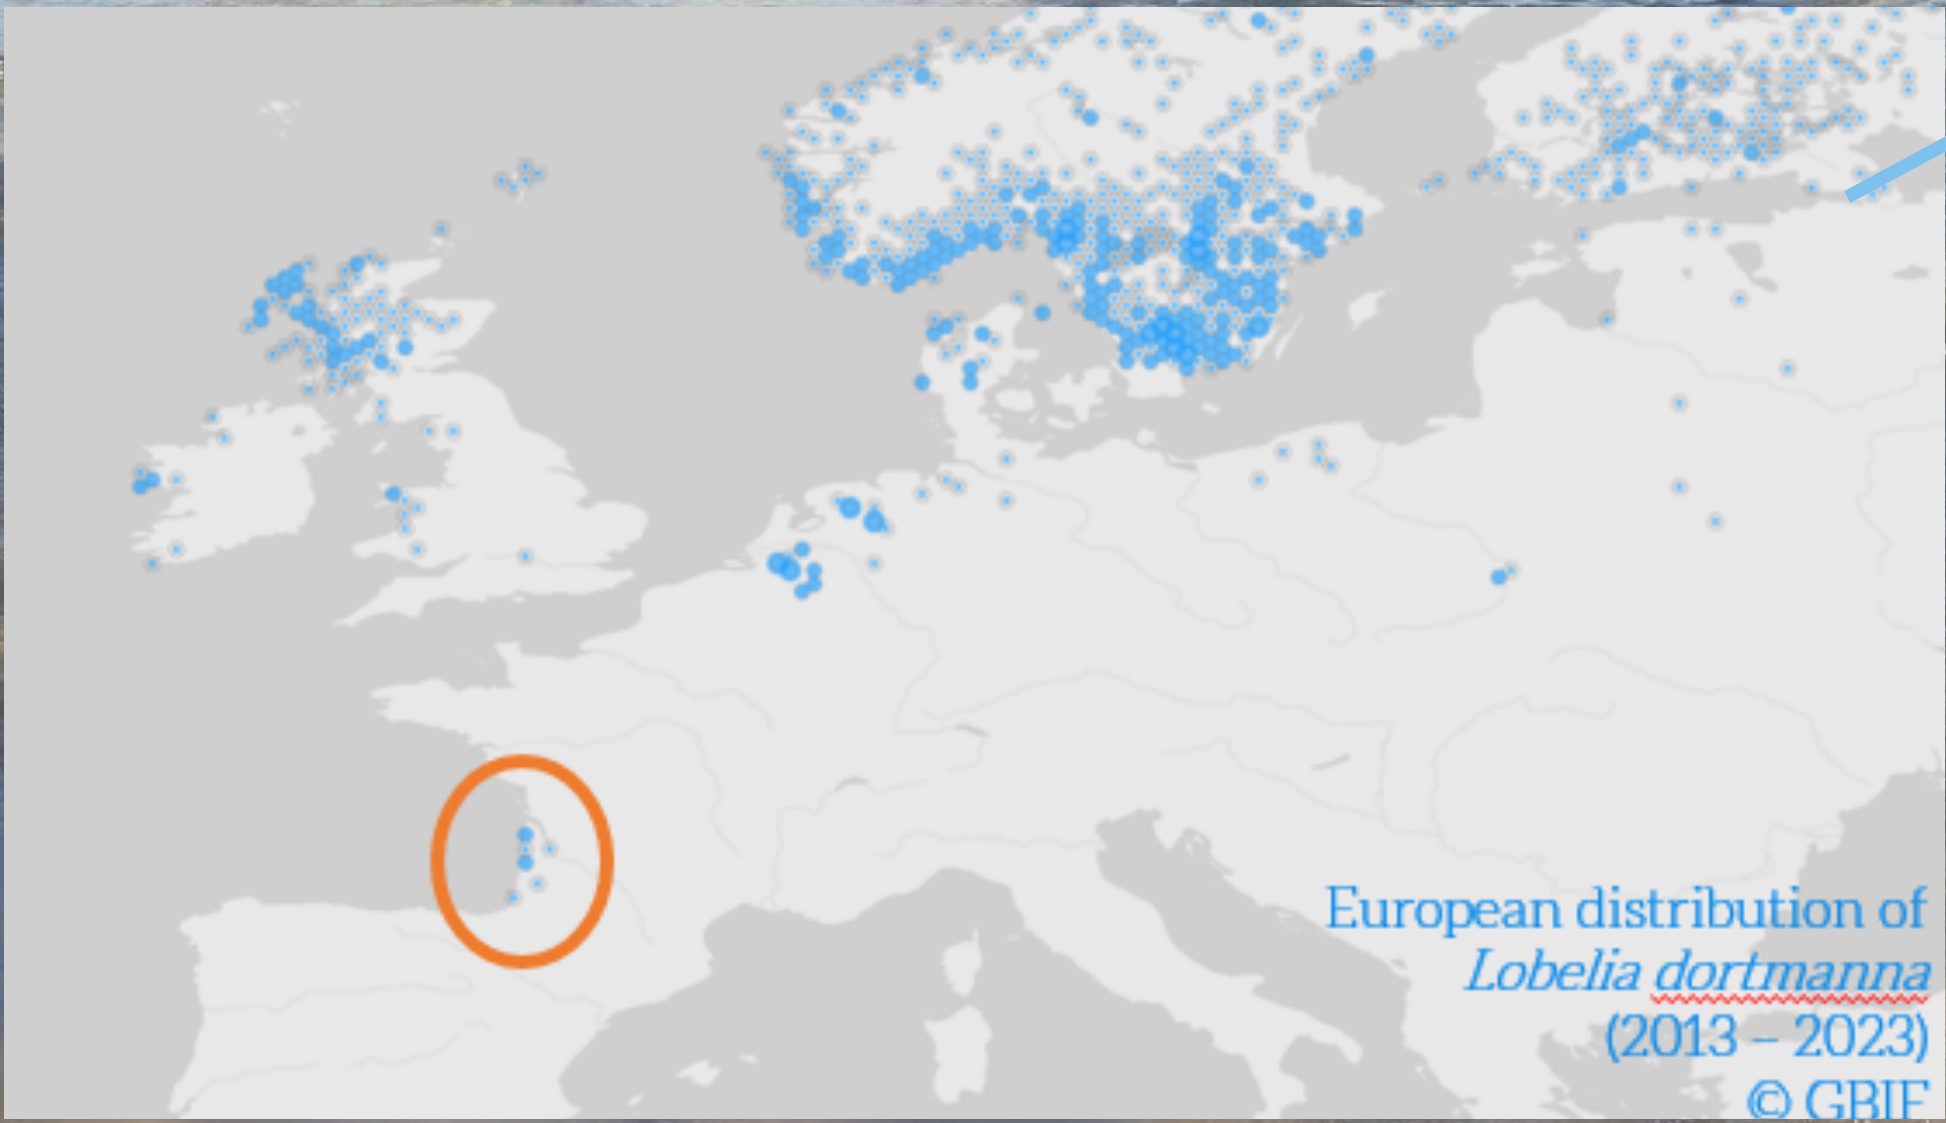 European distribution of
Lobelia dortmanna
(2013 – 2023)
© GBIF